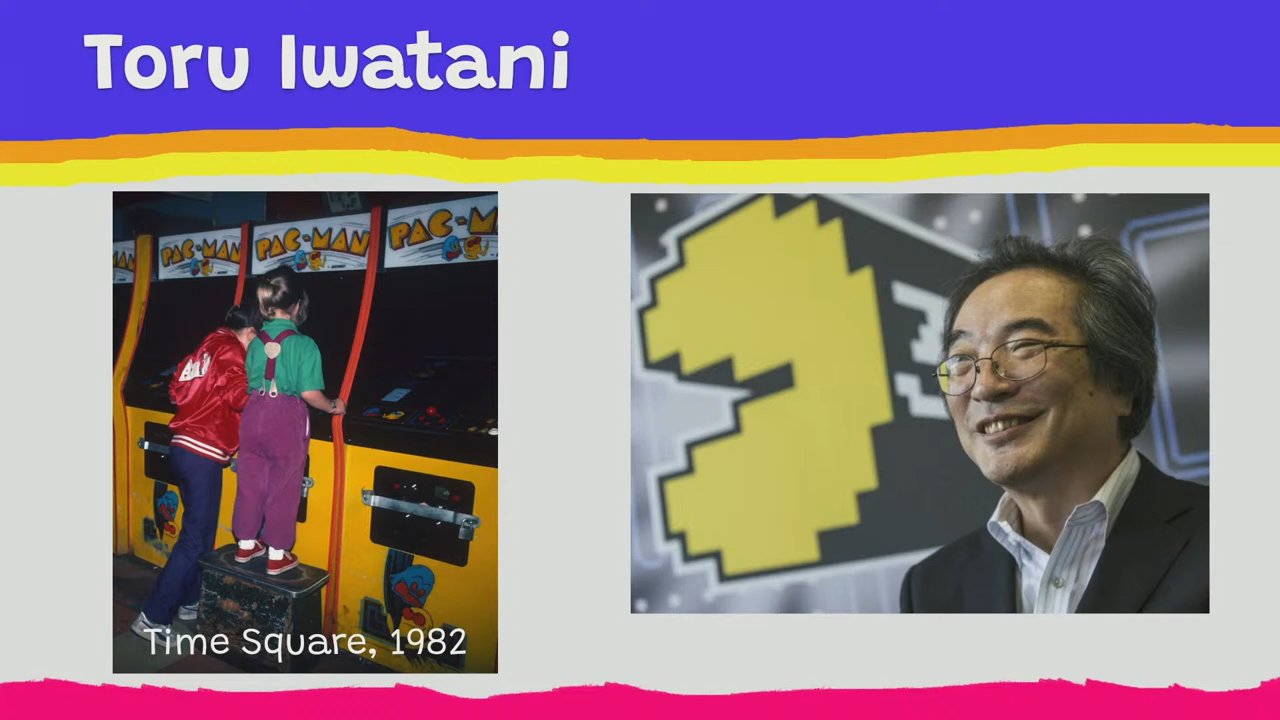 Toru Iwatani
PAC-MAN
PAC-MAN
PAC-M
Time Square, 1982